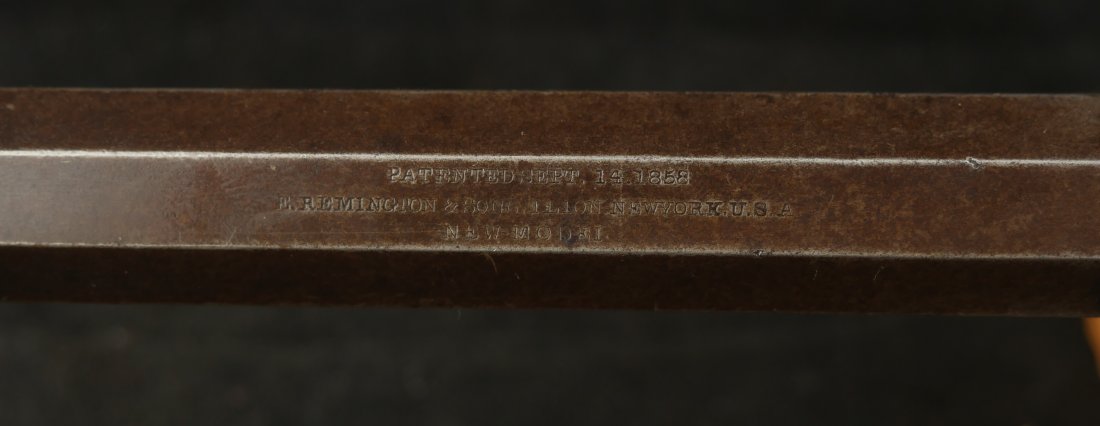 PATENTED SEPT. 14 1858
E. REMINGTON & SONS, ILION NEW YORK, U.S.A
NEW-MODEL